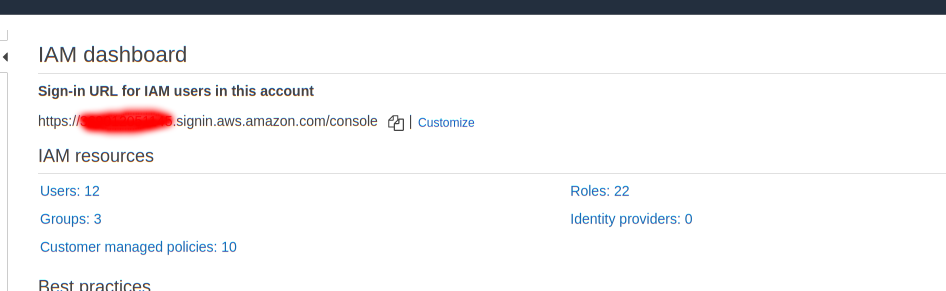 IAM dashboard
Sign-in URL for IAM users in this account
https://.signin.aws.amazon.com/console | Customize
IAM resources
Users: 12
Roles: 22
Groups: 3
Identity providers: 0
Customer managed policies: 10
Best practices